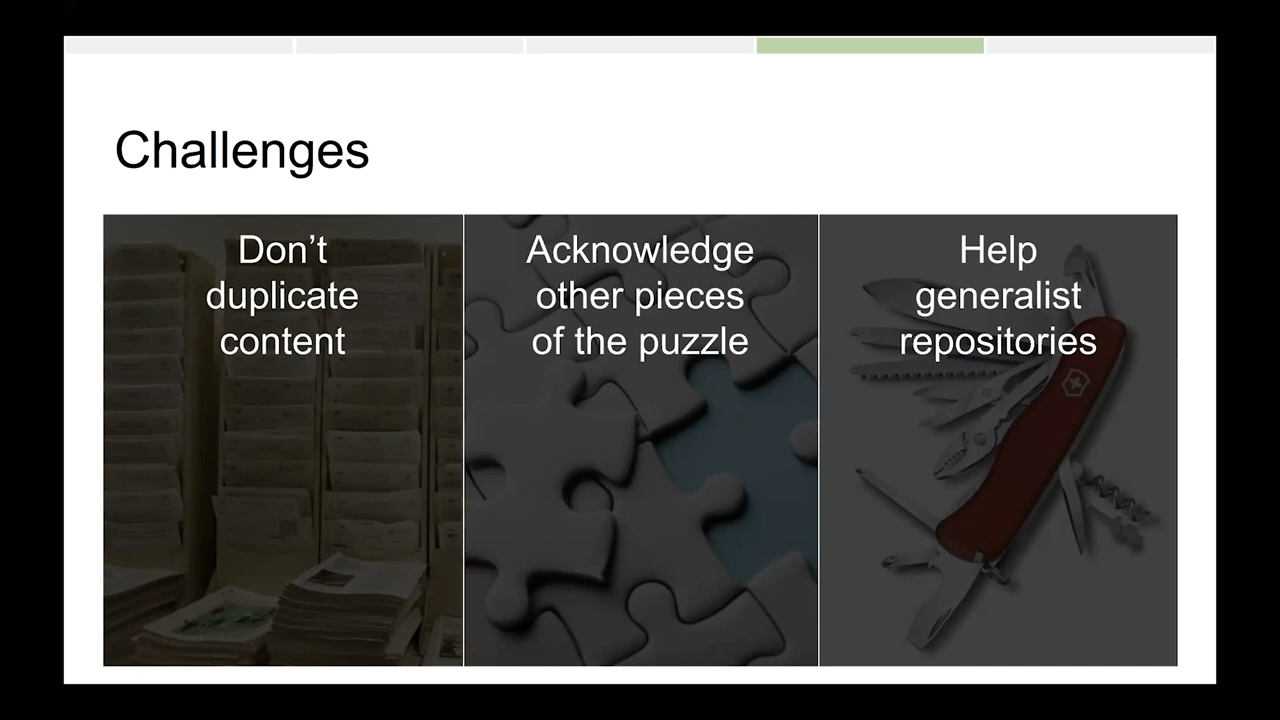 Challenges
Don’t
duplicate
content
Acknowledge
other pieces
of the puzzle
Help
generalist
repositories